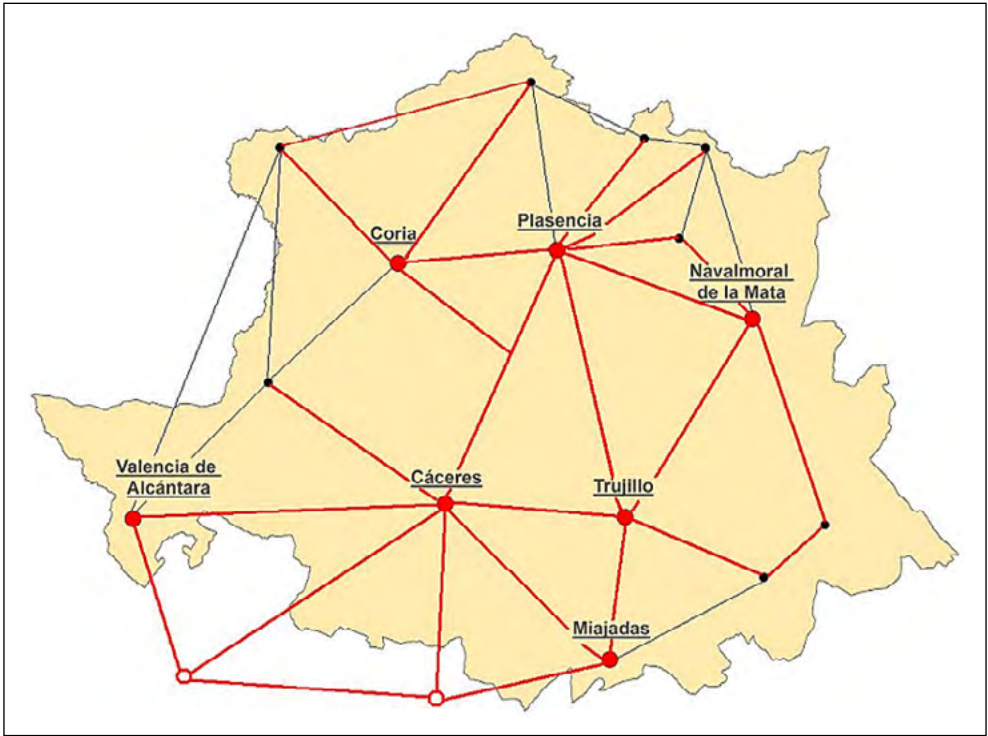 Plasencia
Coria
Navalmoral
de la Mata
Valencia de
Alcántara
Cáceres
Trujillo
Miajadas